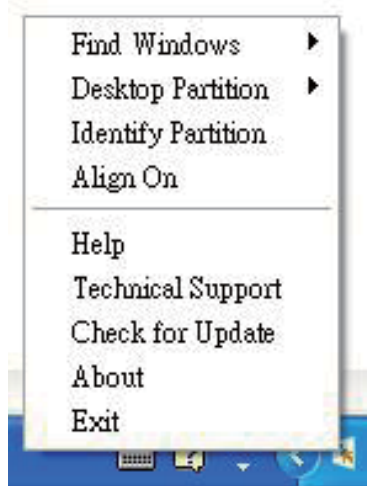 Find Windows
Desktop Partition
Identify Partition
Align On
Help
Technical Support
Check for Update
About
Exit